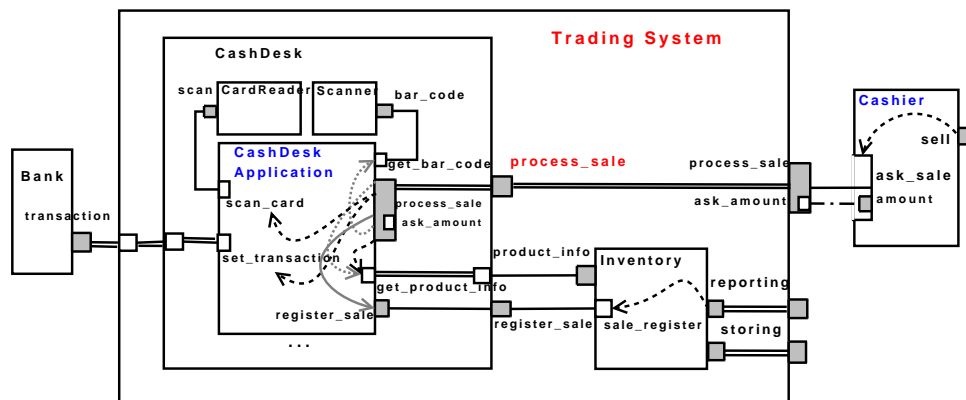 Trading System
CashDesk
scan
CardReader
Scanner
bar_code
Cashier
sell
CashDesk
Application
get_bar_code
process_sale
process_sale
Bank
scan_card
process_sale
ask_sale
transaction
ask_amount
ask_amount
amount
set_transaction
product_info
Inventory
get_product_info
reporting
register_sale
register_sale
sale_register
storing
...